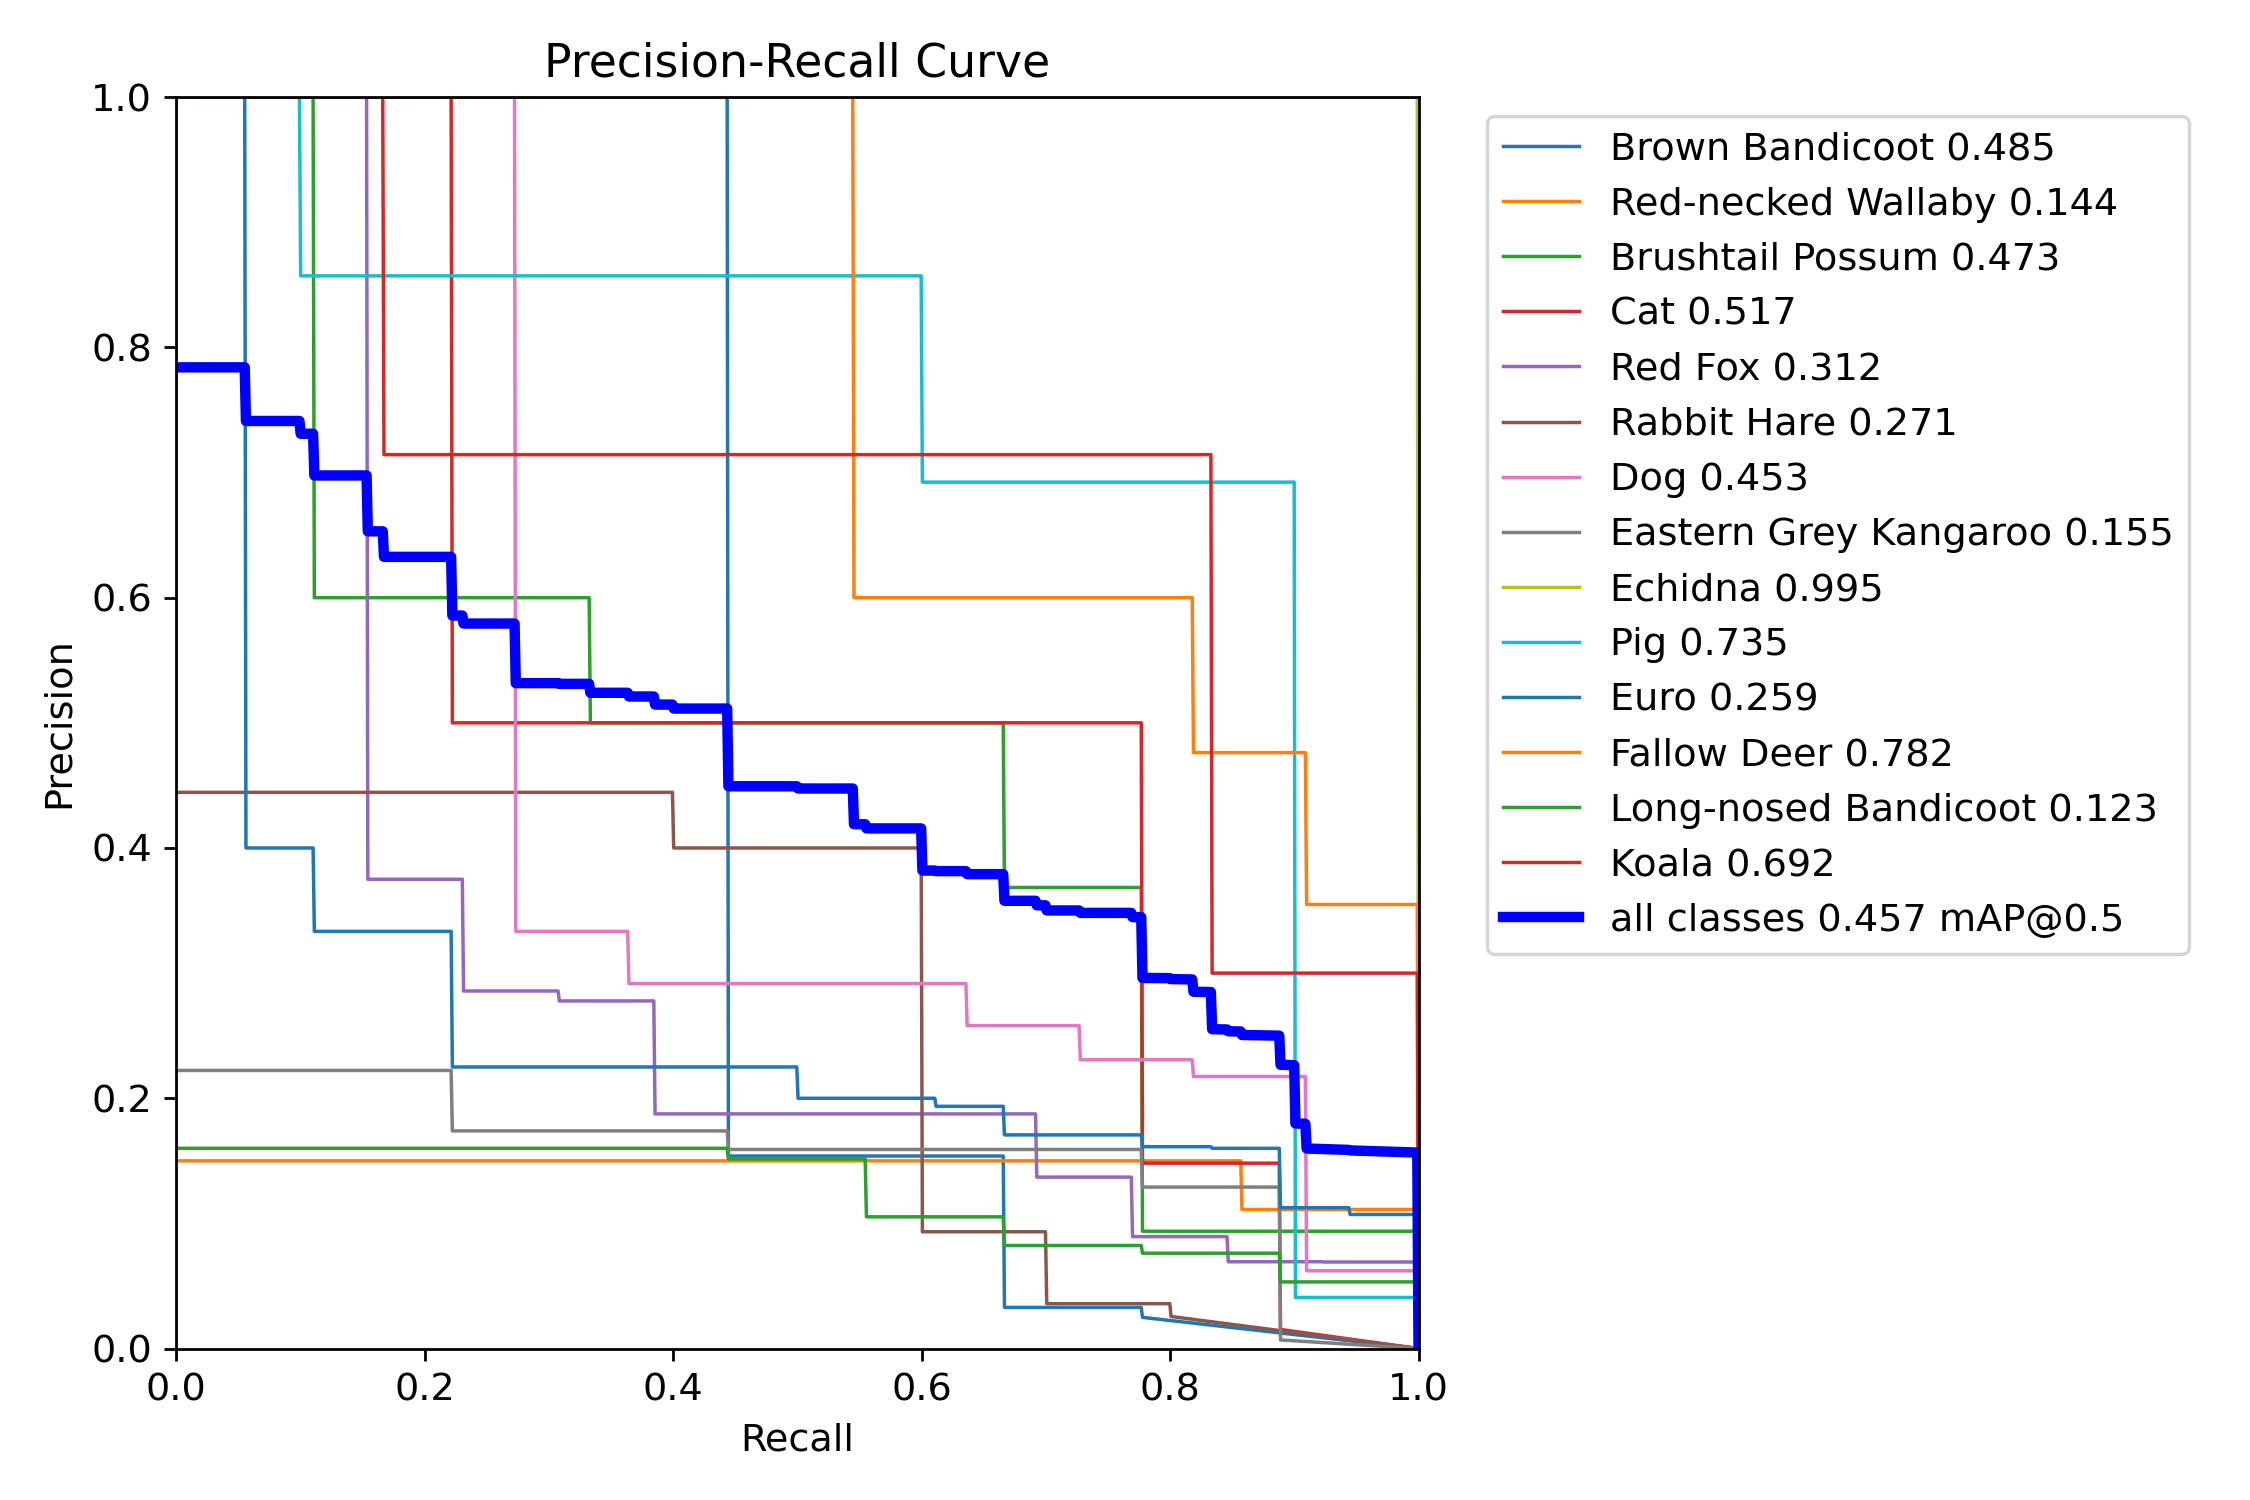 Precision-Recall Curve
1.0
0.8
0.6
0.4
0.2
0.0
Precision
0.0 0.2 0.4 0.6 0.8 1.0
Recall
Brown Bandicoot 0.485
Red-necked Wallaby 0.144
Brushtail Possum 0.473
Cat 0.517
Red Fox 0.312
Rabbit Hare 0.271
Dog 0.453
Eastern Grey Kangaroo 0.155
Echidna 0.995
Pig 0.735
Euro 0.259
Fallow Deer 0.782
Long-nosed Bandicoot 0.123
Koala 0.692
all classes 0.457 mAP@0.5